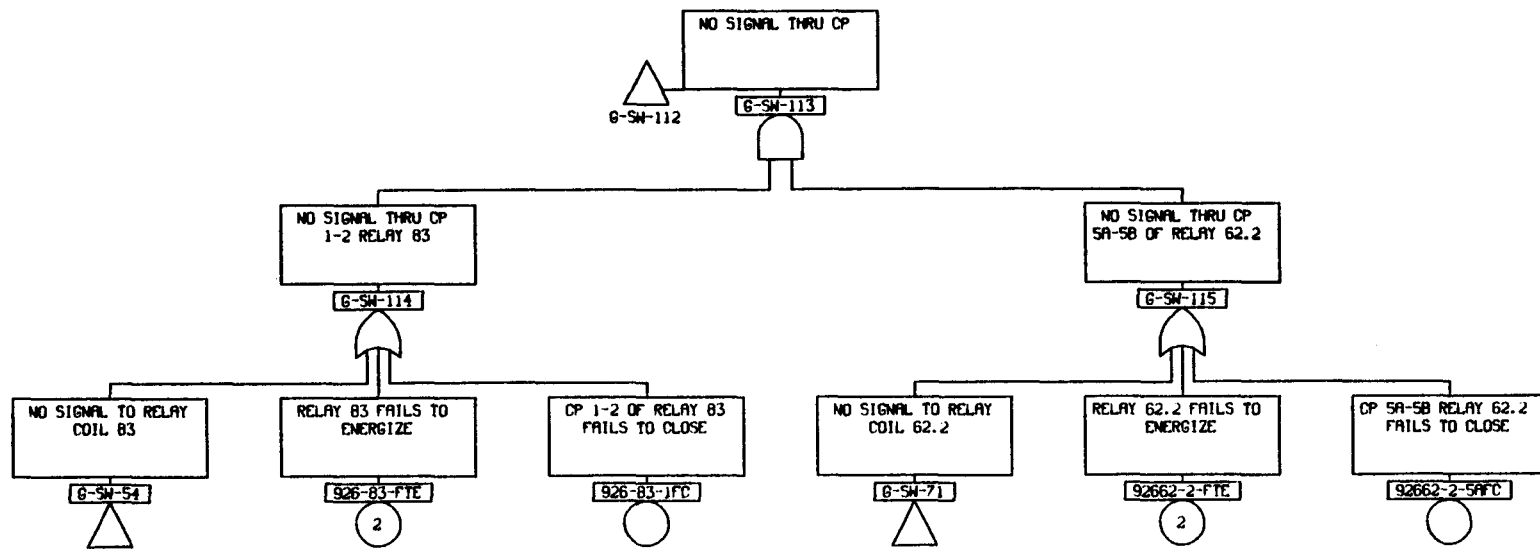 NO SIGNAL THRU CP
G-SW-112
G-SW-113
NO SIGNAL THRU CP
1-2 RELAY 83
G-SW-114
NO SIGNAL THRU CP
5A-5B OF RELAY 62.2
G-SW-115
NO SIGNAL TO RELAY
COIL 83
G-SW-54
RELAY 83 FAILS TO
ENERGIZE
926-83-FTE
2
CP 1-2 OF RELAY 83
FAILS TO CLOSE
926-83-1FC
NO SIGNAL TO RELAY
COIL 62.2
G-SW-71
RELAY 62.2 FAILS TO
ENERGIZE
92662-2-FTE
2
CP 5A-5B RELAY 62.2
FAILS TO CLOSE
92662-2-5AFC